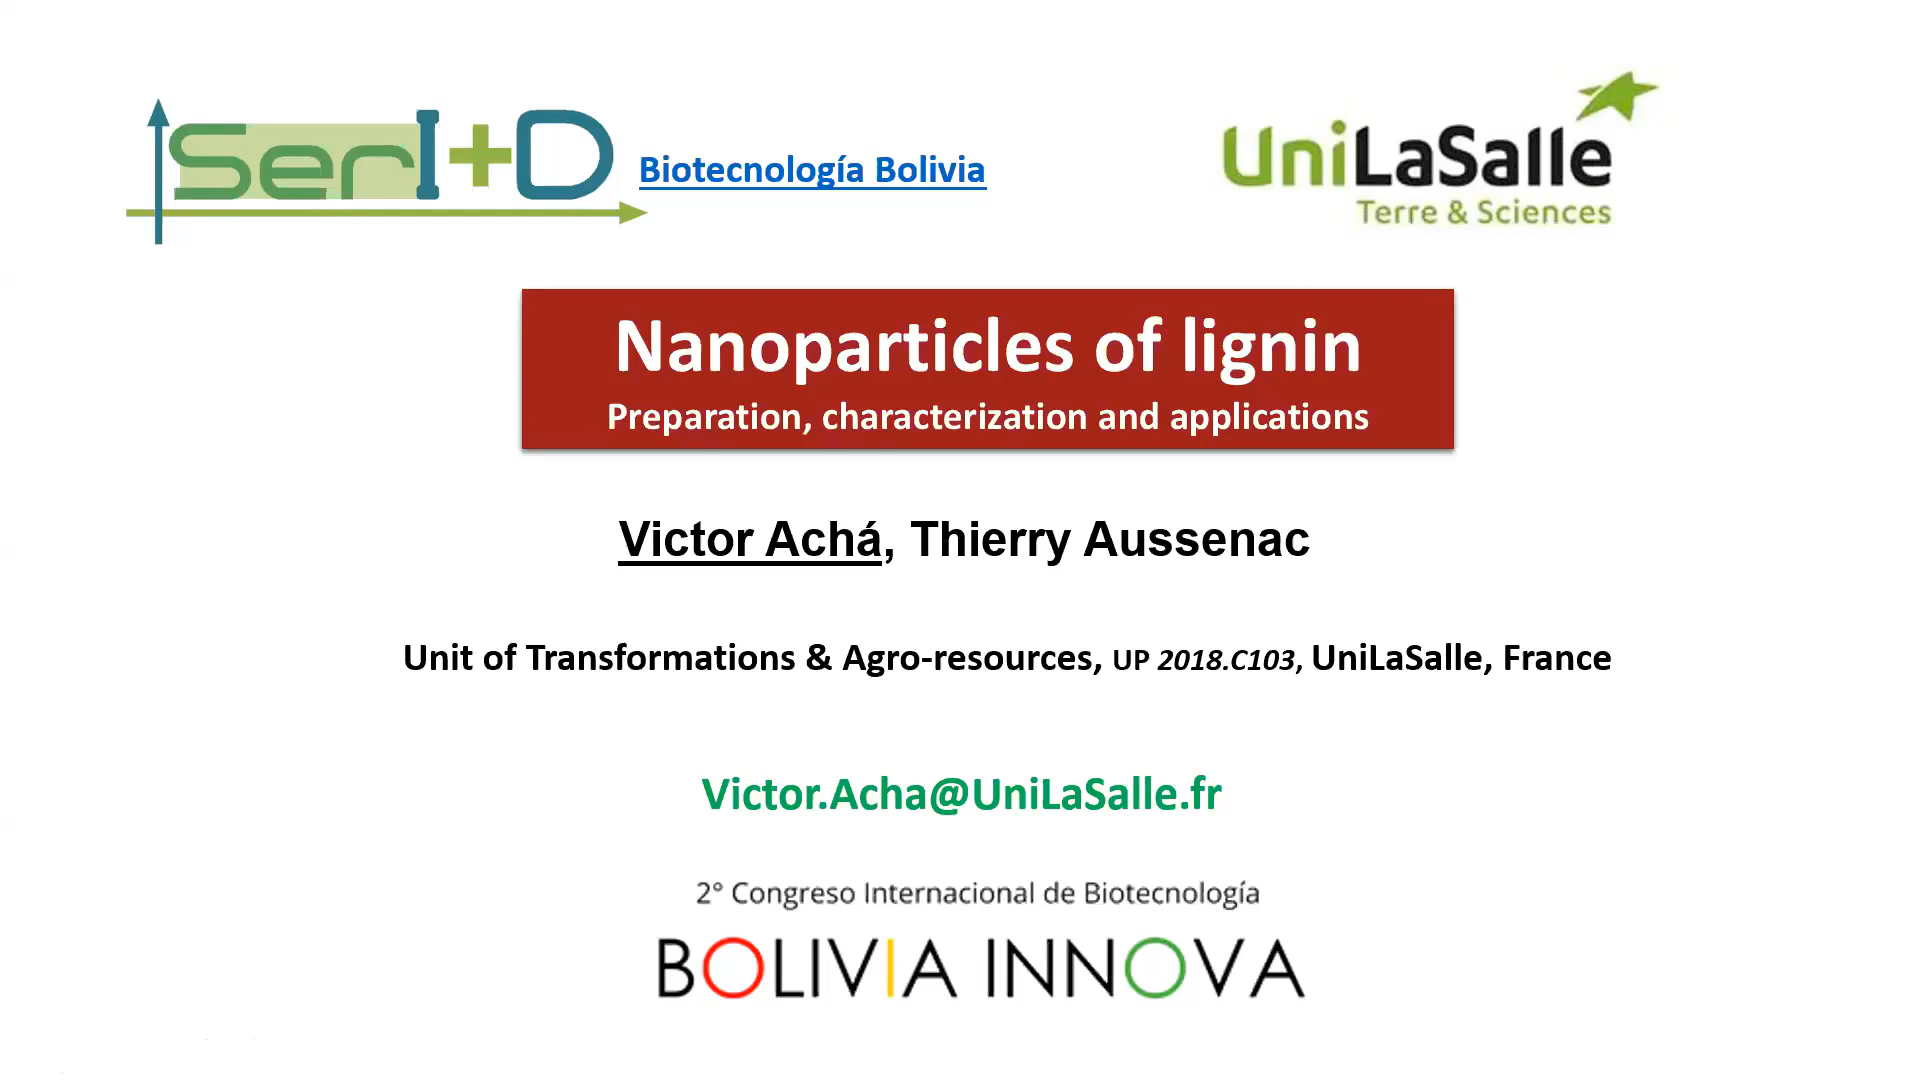 SerI+D
Biotecnología Bolivia
UniLaSalle
Terre & Sciences
Nanoparticles of lignin
Preparation, characterization and applications
Victor Achá, Thierry Aussenac
Unit of Transformations & Agro-resources, UP 2018.C103, UniLaSalle, France
Victor.Acha@UniLaSalle.fr
2° Congreso Internacional de Biotecnología
BOLIVIA INNOVA